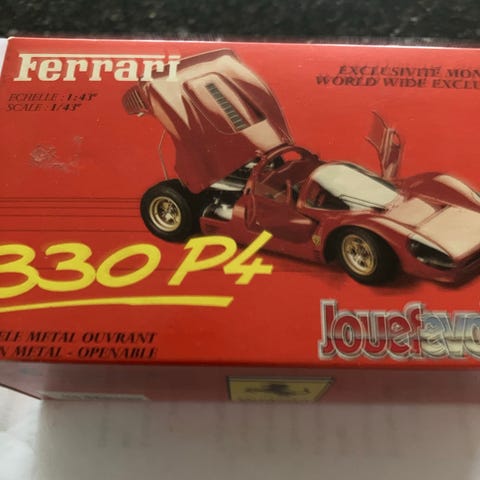 Ferrari
ECHELLE : 1:43e
SCALE : 1/43e
EXCLUSIVITÉ MON
WORLD WIDE EXCLU
330 P4
ELE METAL OUVRANT
N METAL - OPENABLE
Jouefevo